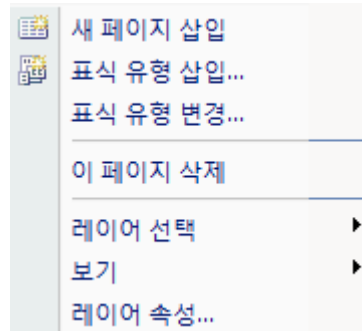 새 페이지 삽입
표식 유형 삽입...
표식 유형 변경...
이 페이지 삭제
레이어 선택
보기
레이어 속성...